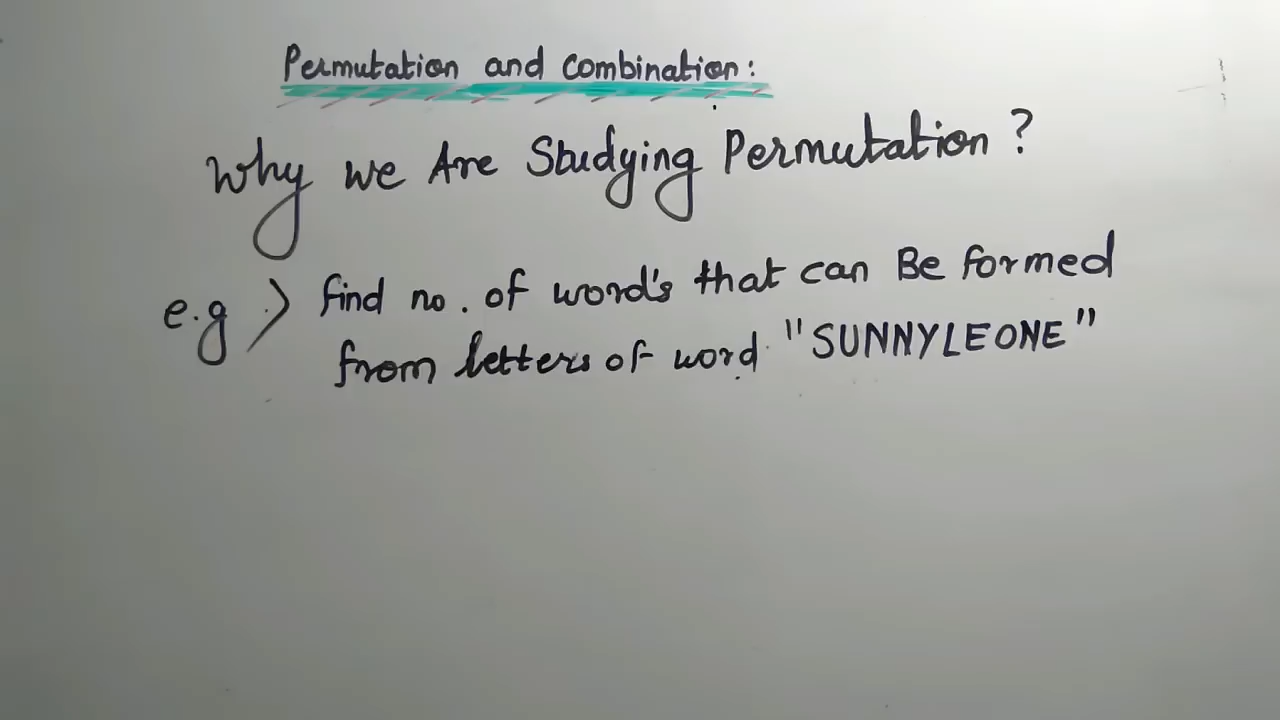 Permutation and combination:
Why we Are Studying Permutation?
e.g > find no. of word's that can Be formed
from letters of word "SUNNYLEONE"